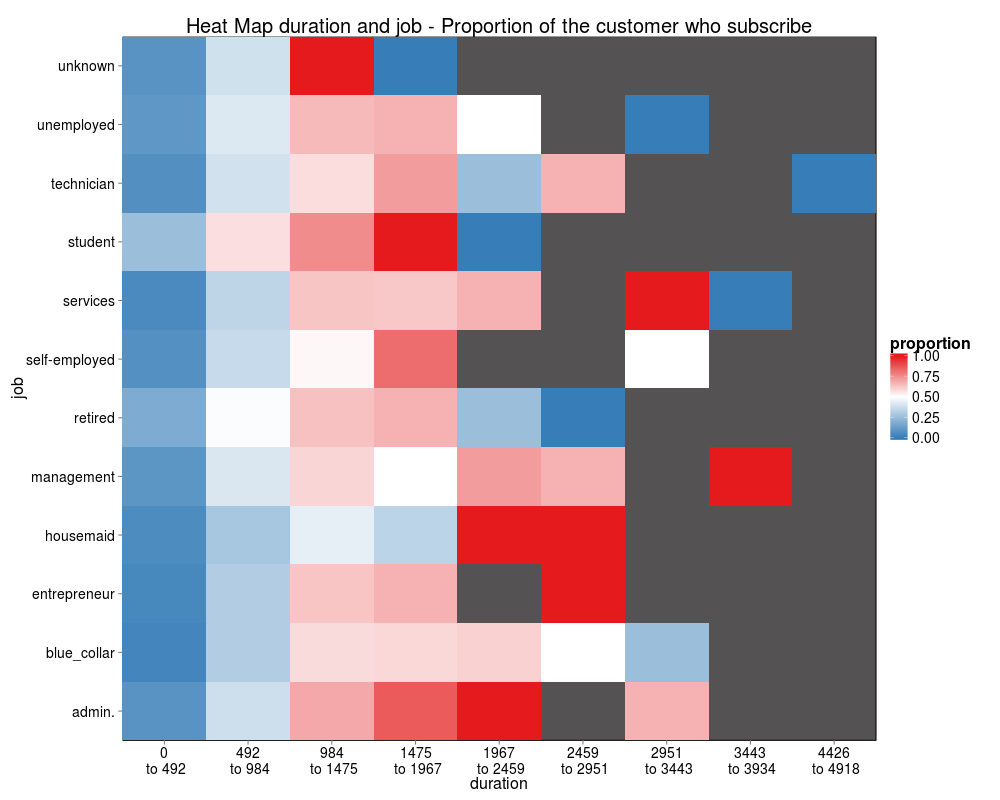 Heat Map duration and job - Proportion of the customer who subscribe
unknown
unemployed
technician
student
services
self-employed
retired
management
housemaid
entrepreneur
blue_collar
admin.
job
0
to 492
492
to 984
984
to 1475
1475
to 1967
1967
to 2459
2459
to 2951
2951
to 3443
3443
to 3934
4426
to 4918
duration
proportion
1.00
0.75
0.50
0.25
0.00